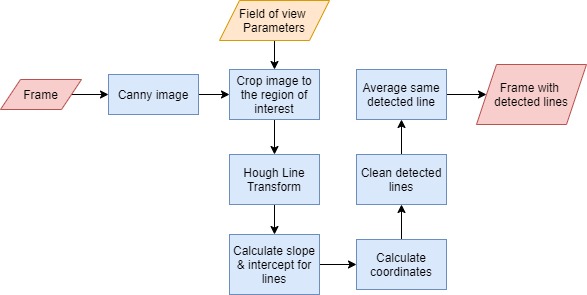 Field of view
Parameters
Frame
Canny image
Crop image to
the region of
interest
Hough Line
Transform
Calculate slope
& intercept for
lines
Calculate
coordinates
Clean detected
lines
Average same
detected line
Frame with
detected lines